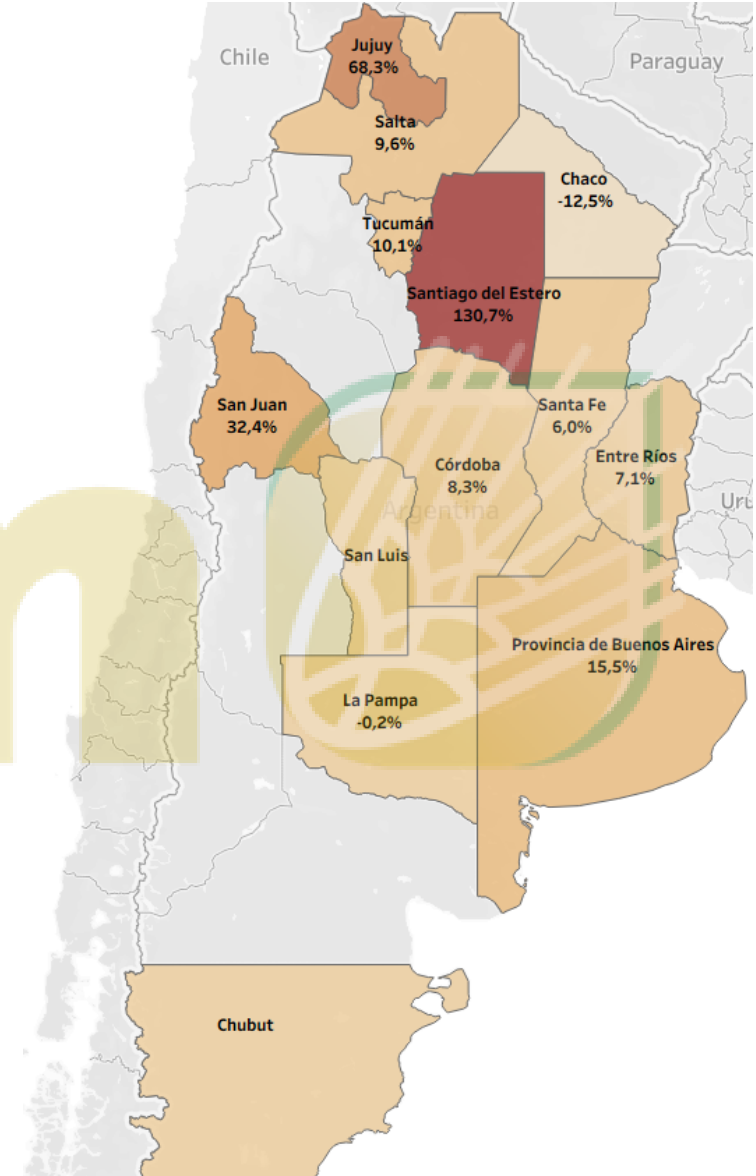 Chile
Jujuy
68,3%
Paraguay
Salta
9,6%
Chaco
-12,5%
Tucumán
10,1%
Santiago del Estero
130,7%
San Juan
32,4%
Santa Fe
6,0%
Entre Ríos
7,1%
Córdoba
8,3%
Uru
Argentina
San Luis
Provincia de Buenos Aires
15,5%
La Pampa
-0,2%
Chubut